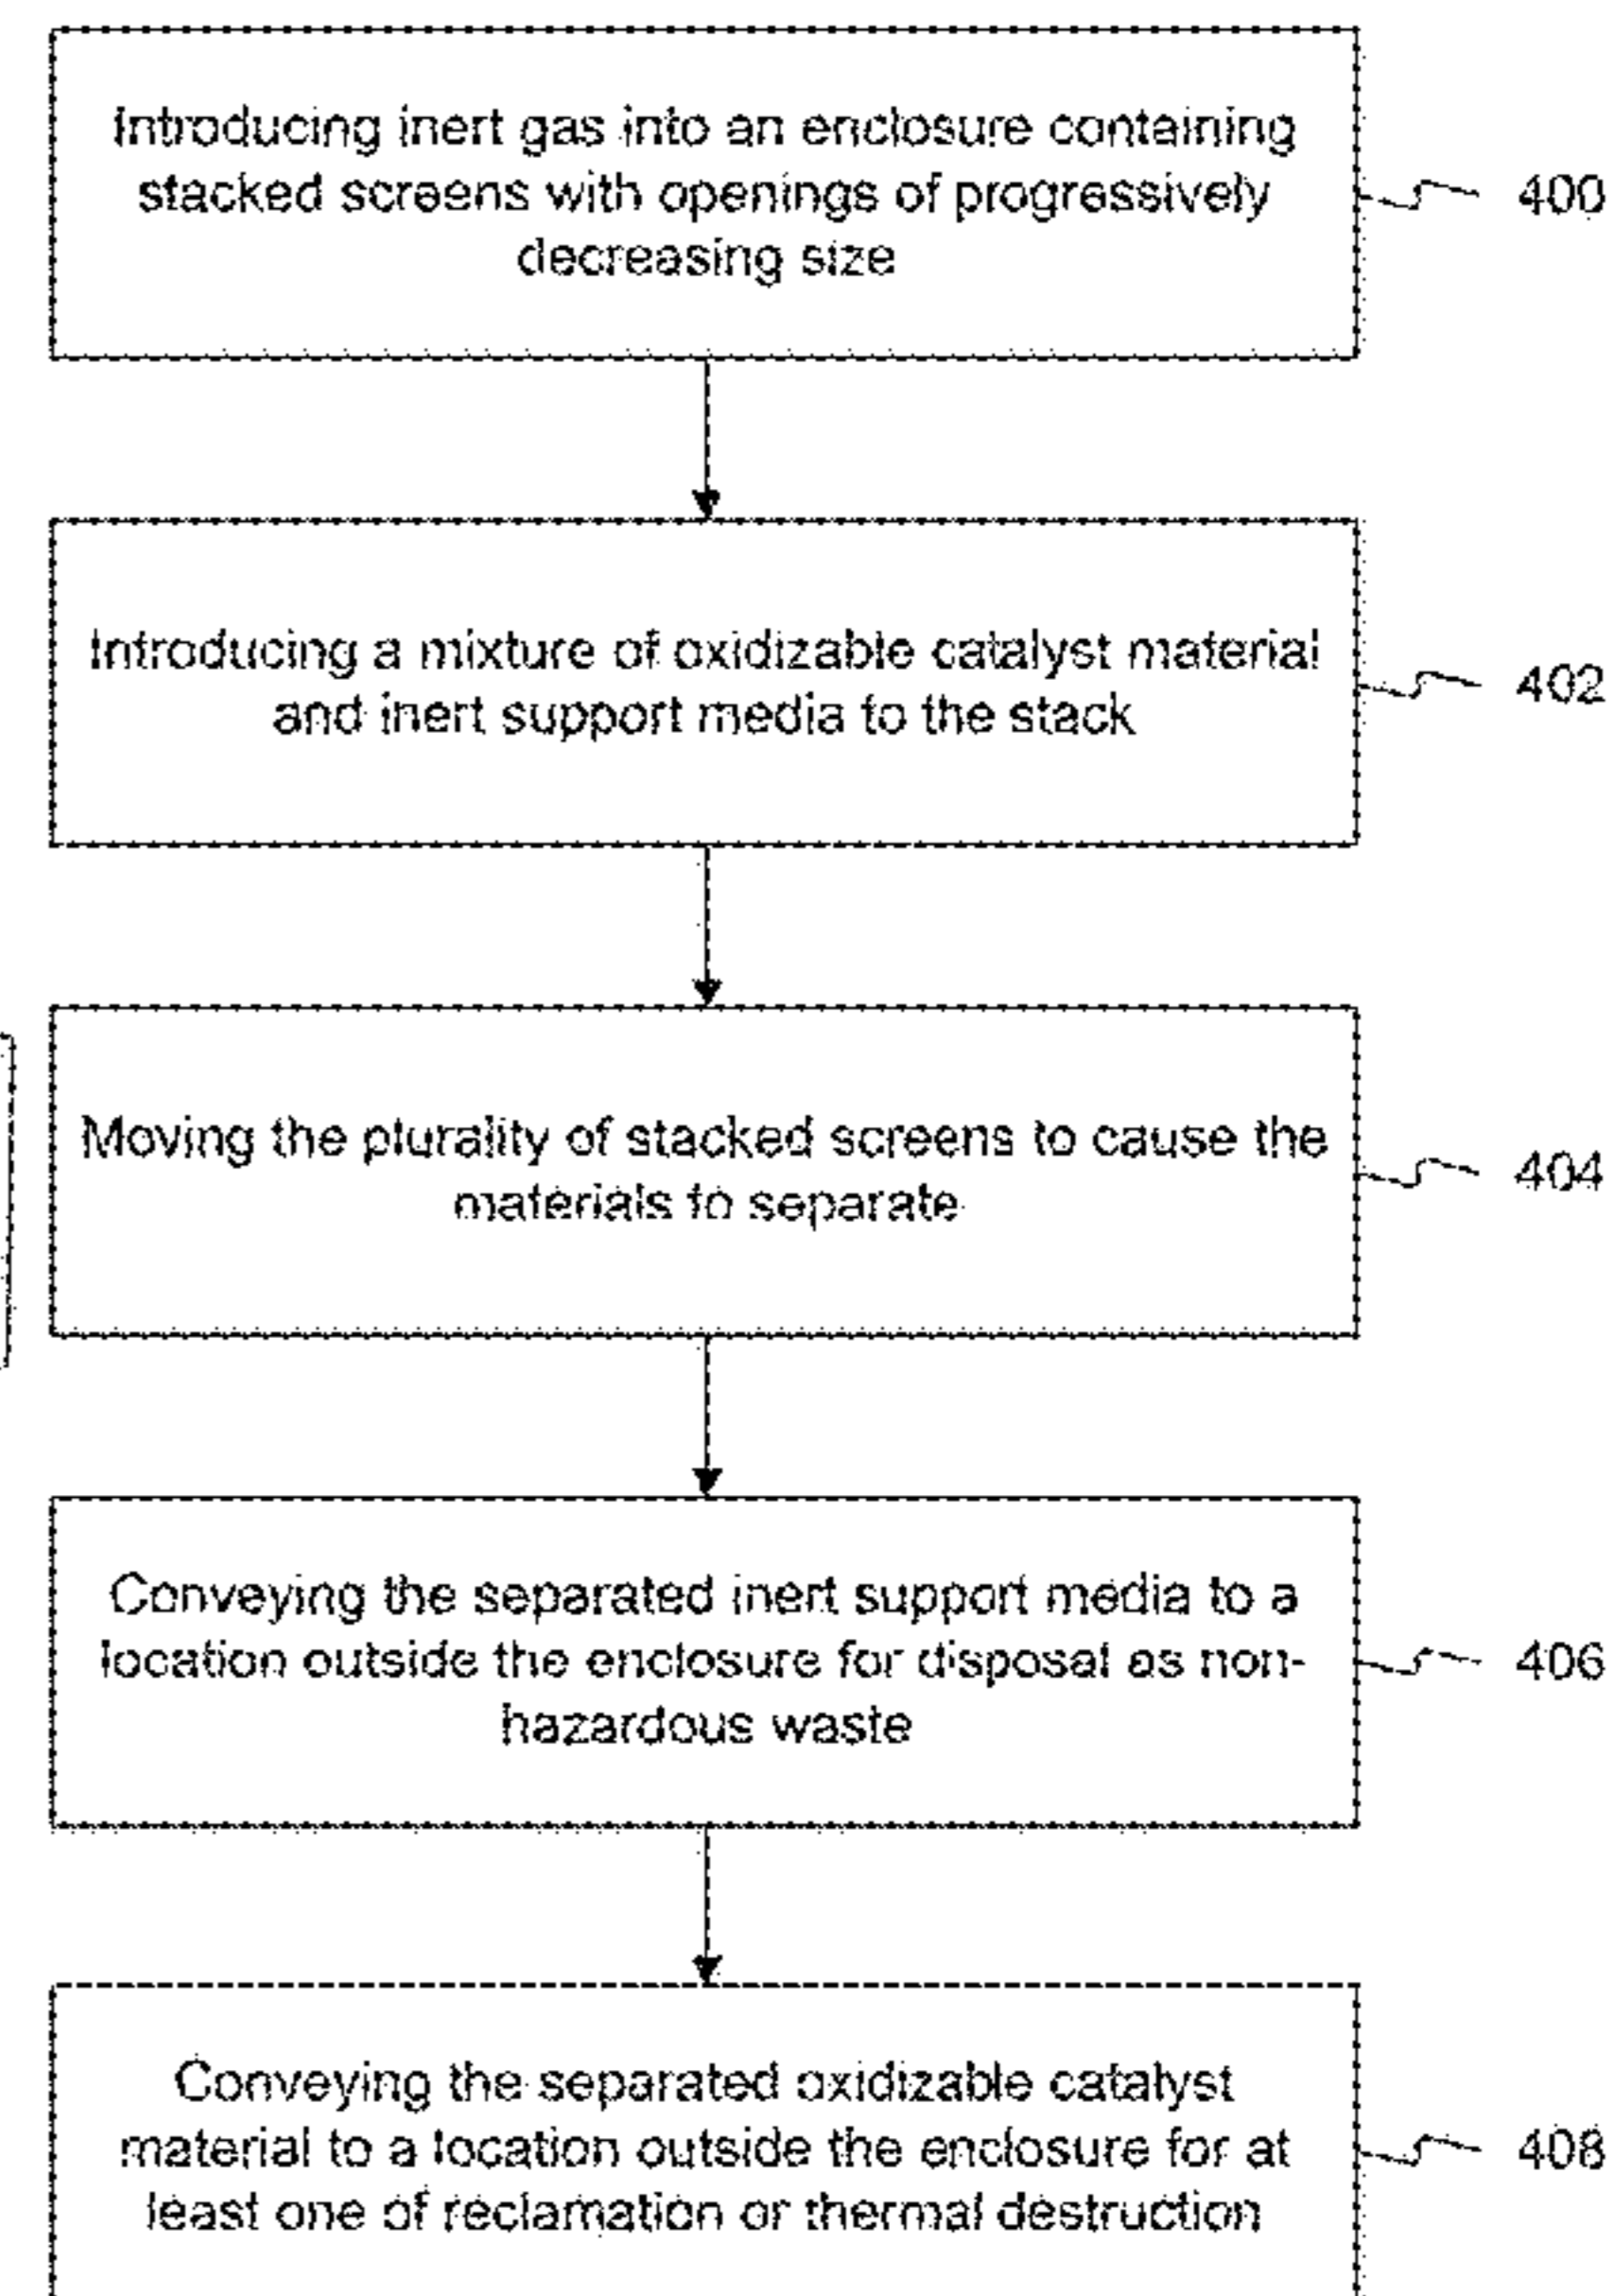 Introducing inert gas into an enclosure containing
stacked screens with openings of progressively
decreasing size
400
Introducing a mixture of oxidizable catalyst material
and inert support media to the stack
402
Moving the plurality of stacked screens to cause the
materials to separate
404
Conveying the separated inert support media to a
location outside the enclosure for disposal as non-
hazardous waste
406
Conveying the separated oxidizable catalyst
material to a location outside the enclosure for at
least one of reclamation or thermal destruction
408